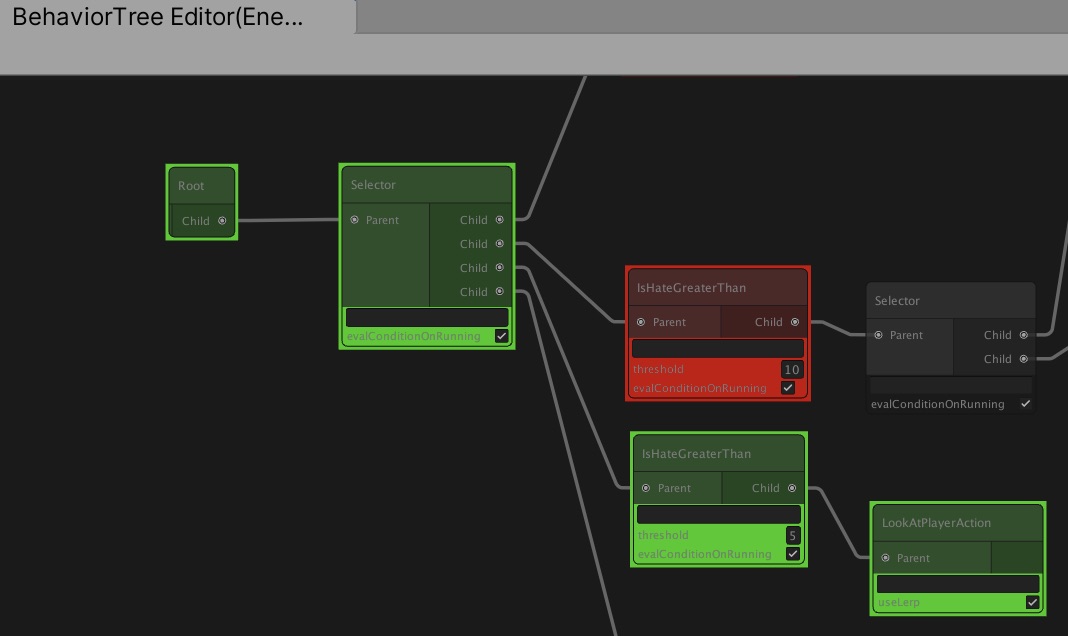 BehaviorTree Editor(Ene...
Root
Child
Selector
Parent
Child
Child
Child
Child
evalConditionOnRunning
IsHateGreaterThan
Parent
Child
threshold
10
evalConditionOnRunning
Selector
Parent
Child
Child
evalConditionOnRunning
IsHateGreaterThan
Parent
Child
threshold
5
evalConditionOnRunning
LookAtPlayerAction
Parent
useLerp